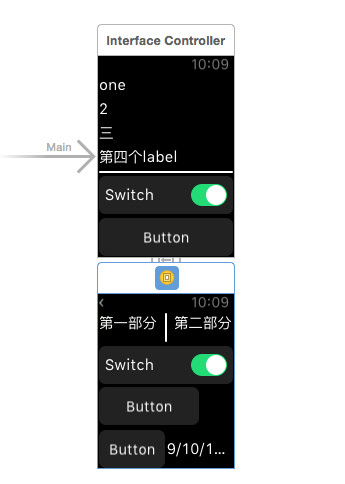 Interface Controller
10:09
one
2
三
Main
第四个label
Switch
Button
<
10:09
第一部分 第二部分
Switch
Button
Button 9/10/1...